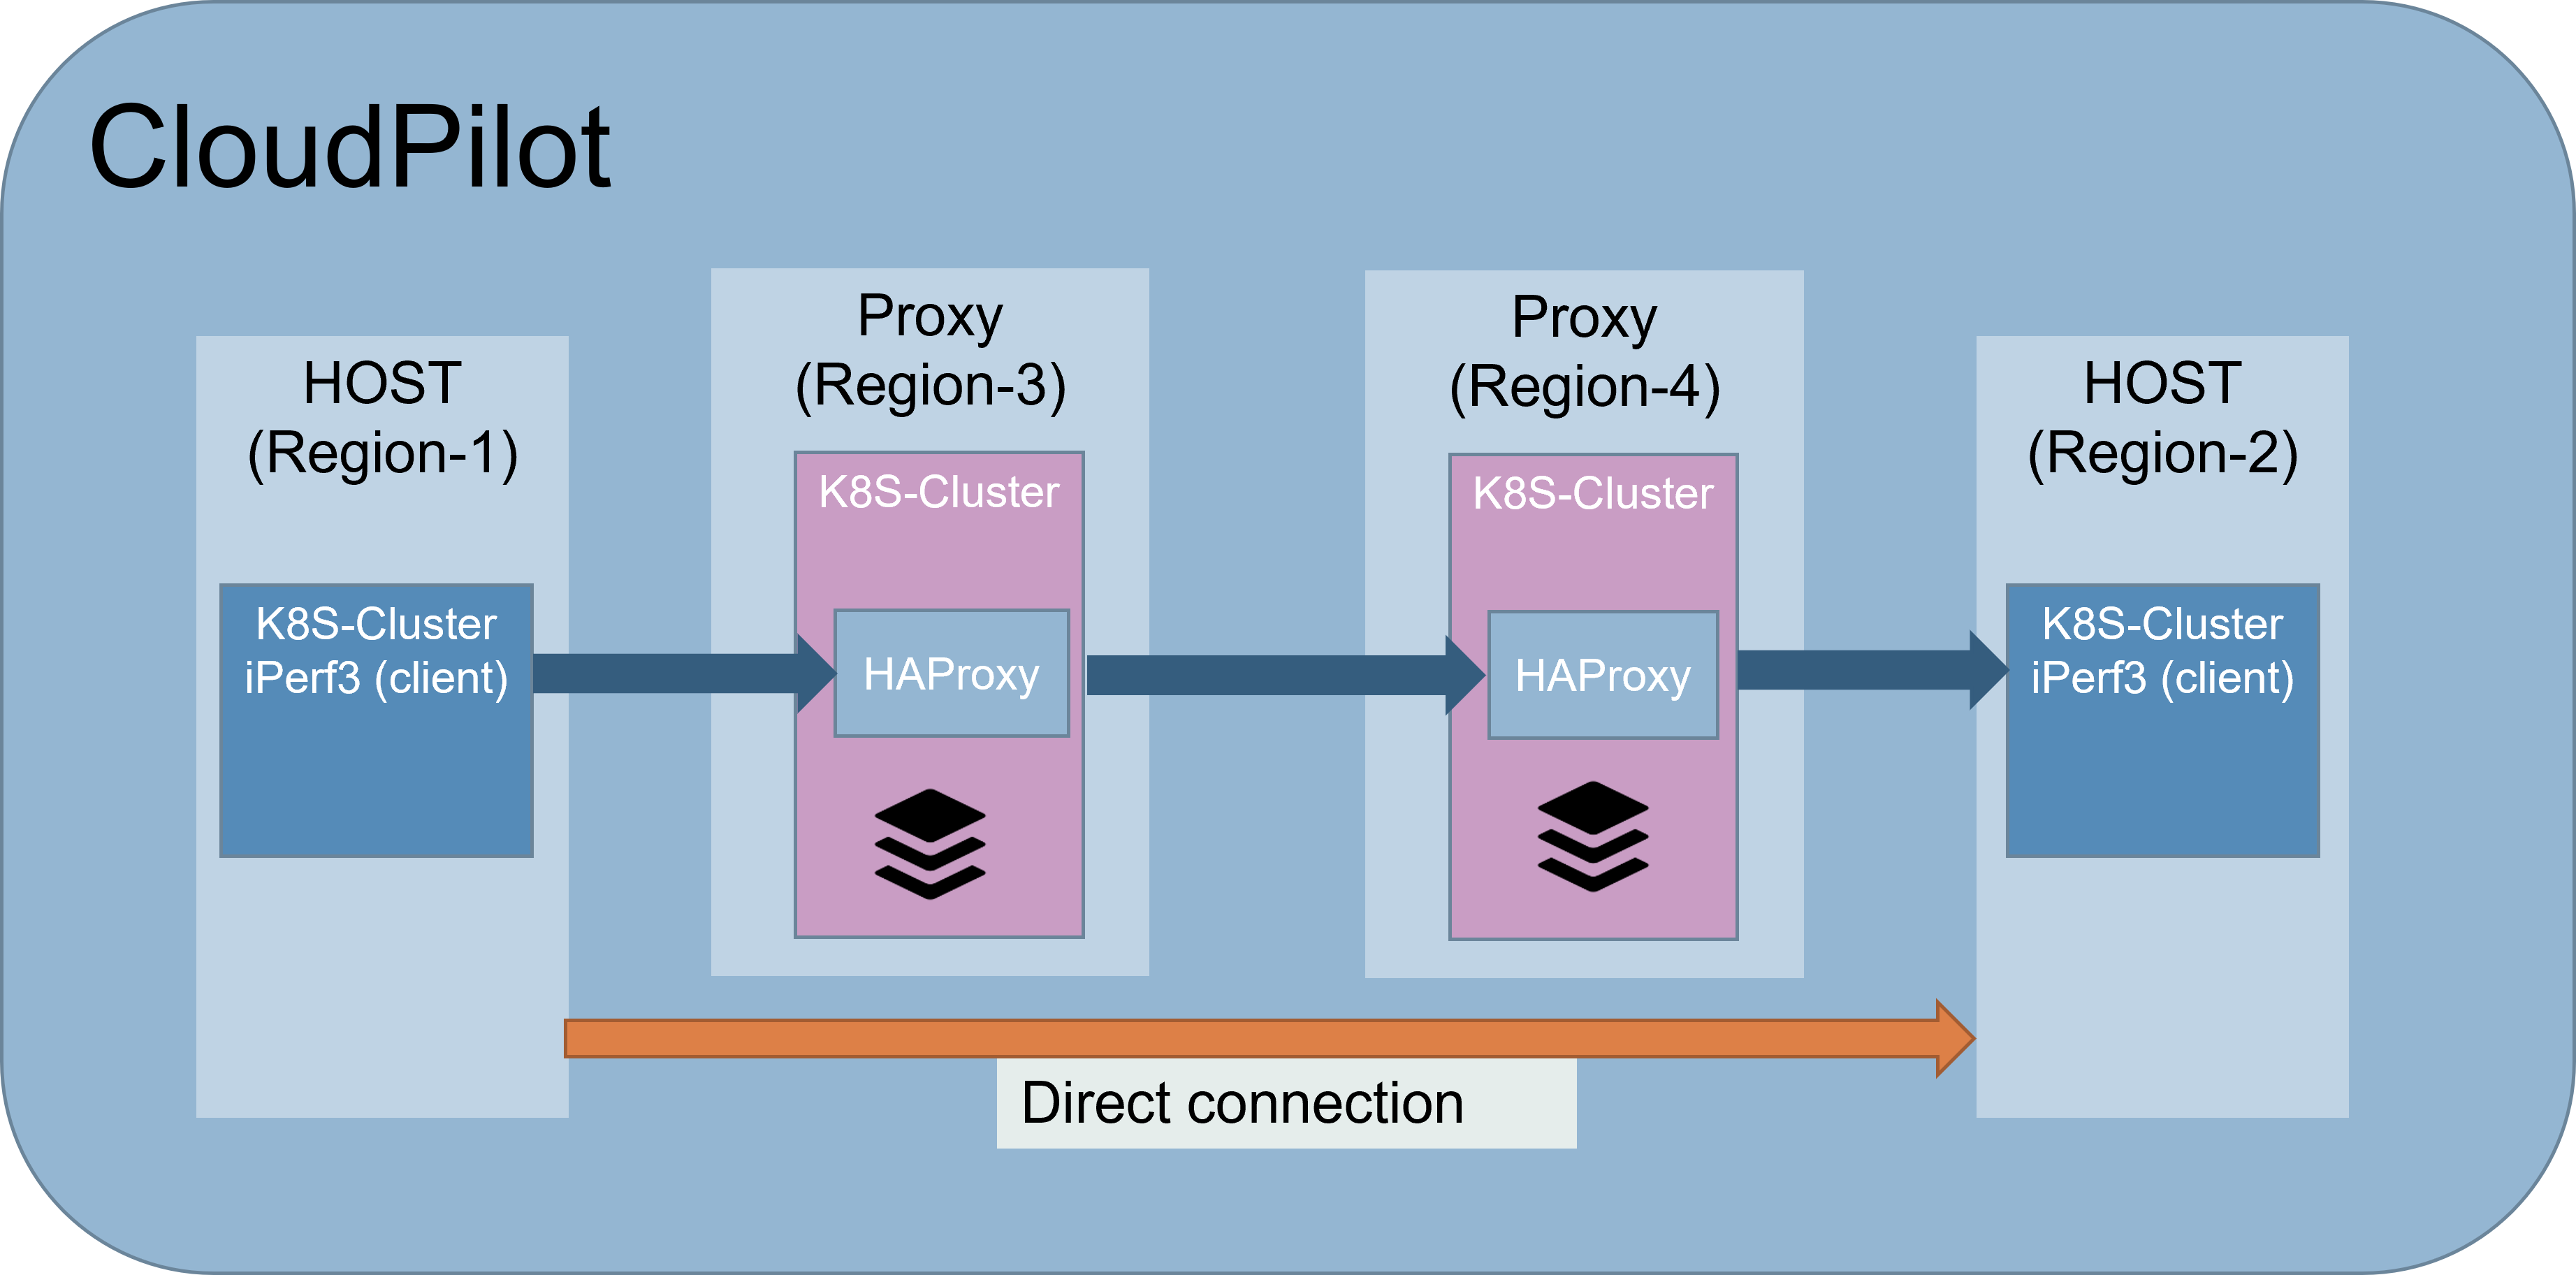 CloudPilot
HOST
(Region-1)
K8S-Cluster
iPerf3 (client)
Proxy
(Region-3)
K8S-Cluster
HAProxy
Proxy
(Region-4)
K8S-Cluster
HAProxy
HOST
(Region-2)
K8S-Cluster
iPerf3 (client)
Direct connection